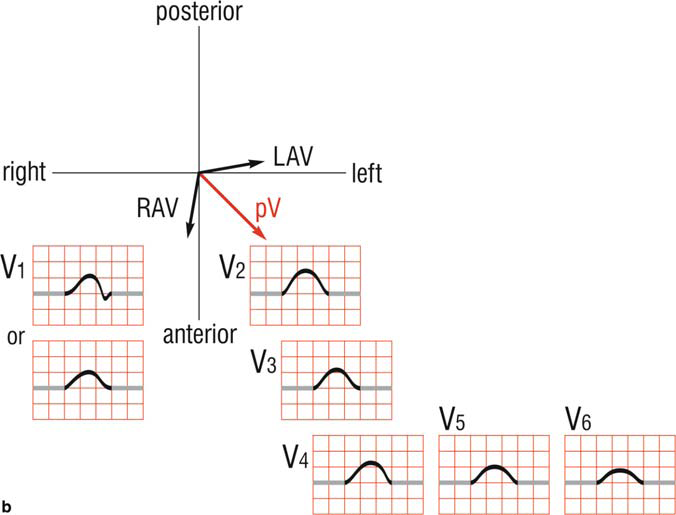 posterior
LAV
right
left
RAV
pV
V1
V2
or
anterior
V3
V5
V6
V4
b